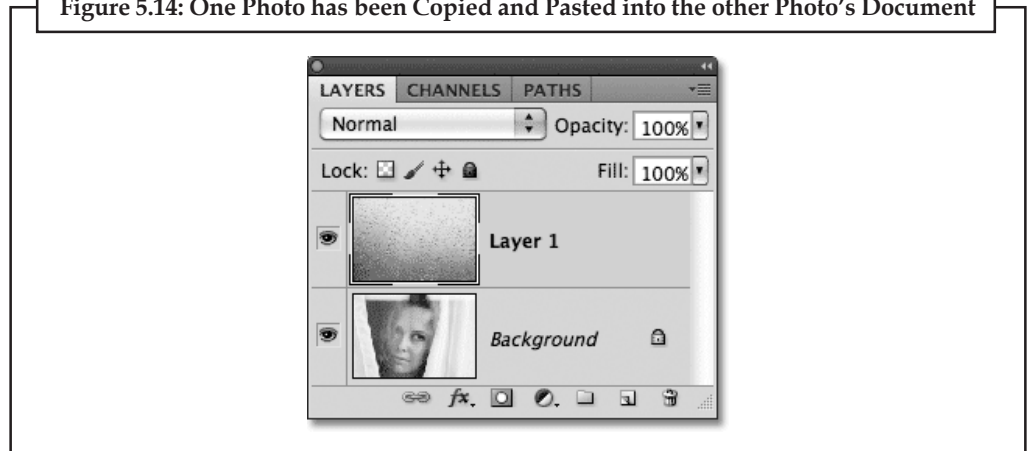 Figure 5.14: One Photo has been Copied and Pasted into the other Photo's Document
LAYERS CHANNELS PATHS
Normal Opacity: 100%
Lock: Fill: 100%
Layer 1
Background
fx.